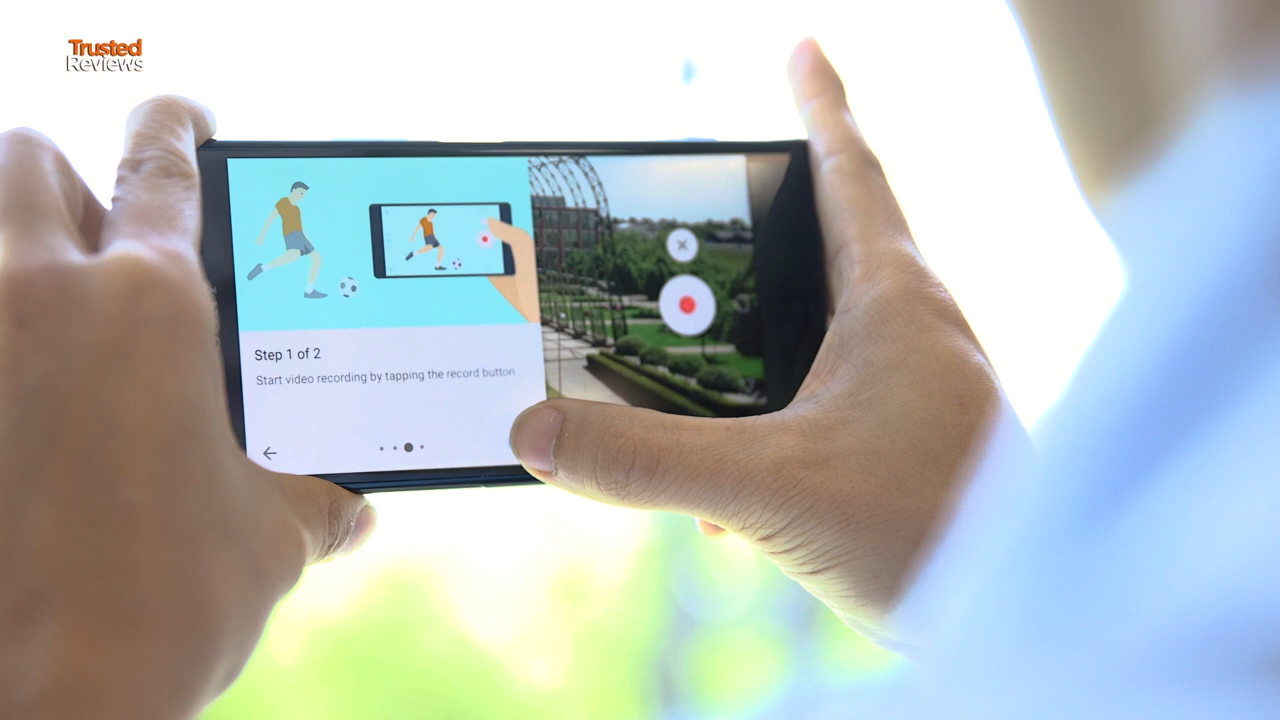 Trusted
Reviews
Step 1 of 2
Start video recording by tapping the record button